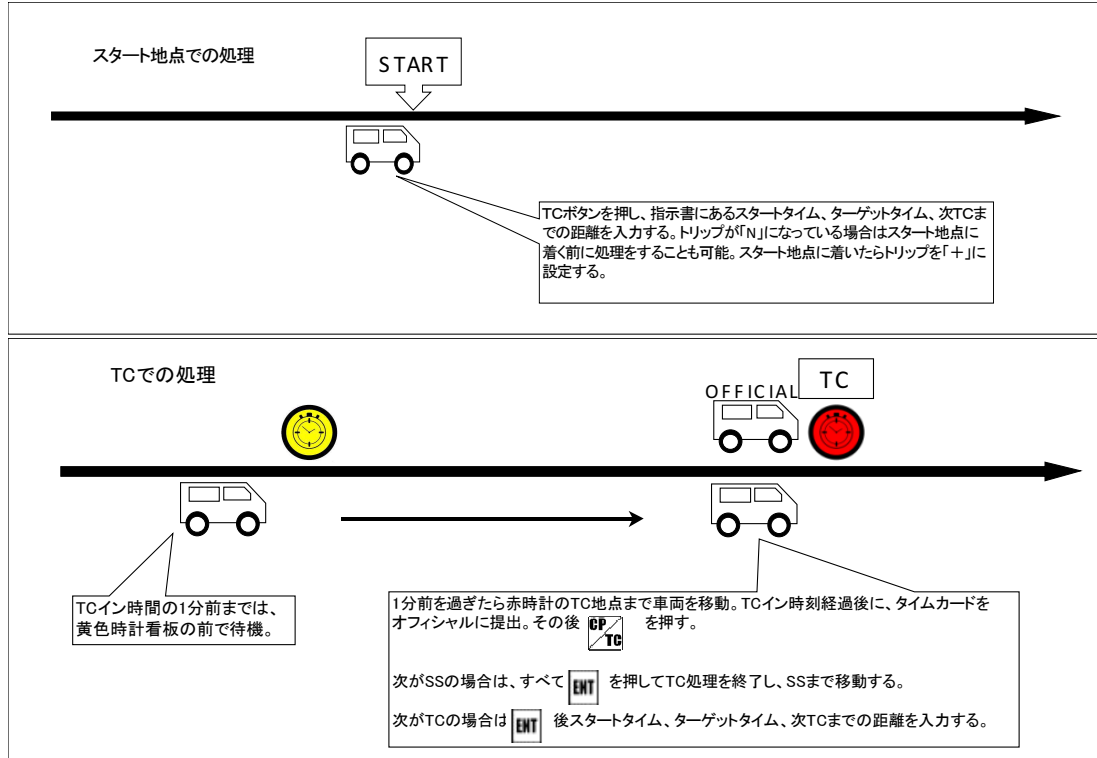 スタート地点での処理
START
TCボタンを押し、指示書にあるスタートタイム、ターゲットタイム、次TCま
での距離を入力する。トリップが「N」になっている場合はスタート地点に
着く前に処理をすることも可能。スタート地点に着いたらトリップを「+」に
設定する。
TCでの処理
OFFICIAL
TC
TCイン時間の1分前までは、
黄色時計看板の前で待機。
1分前を過ぎたら赤時計のTC地点まで車両を移動。TCイン時刻経過後に、タイムカードを
オフィシャルに提出。その後 CP/TC を押す。
次がSSの場合は、すべて ENT を押してTC処理を終了し、SSまで移動する。
次がTCの場合は ENT 後スタートタイム、ターゲットタイム、次TCまでの距離を入力する。